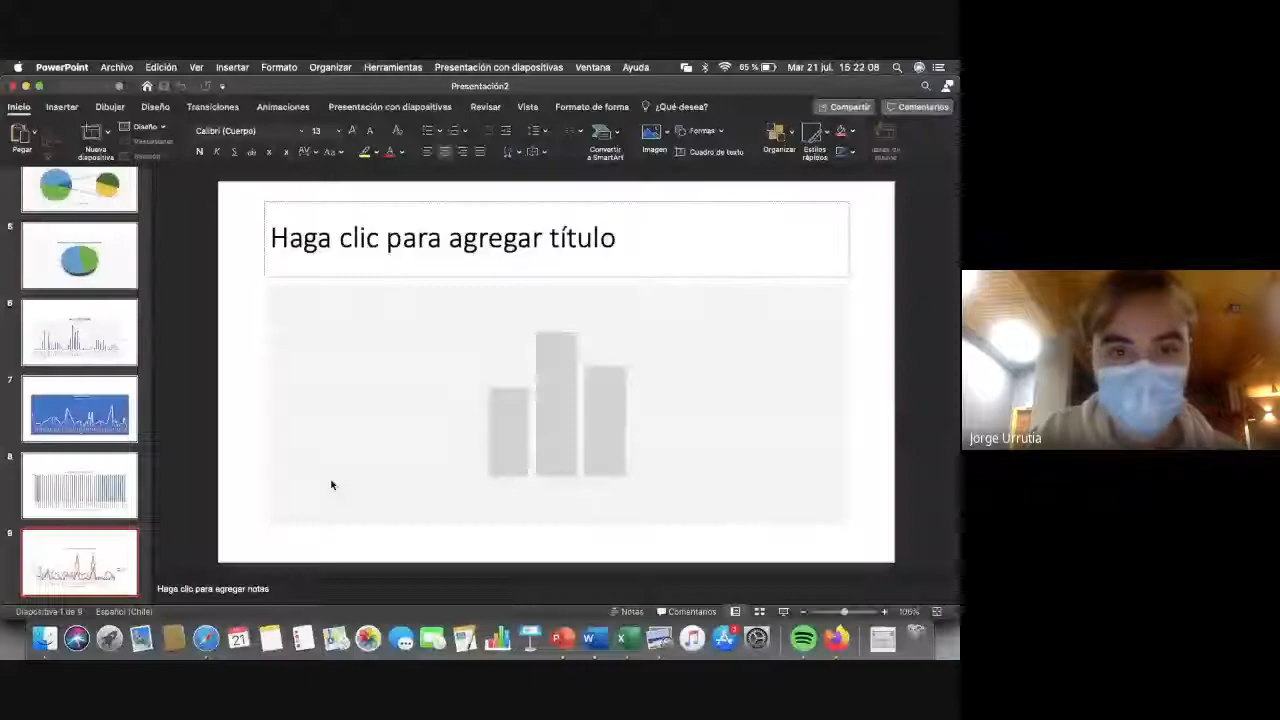 PowerPoint Archivo Edición Ver Insertar Formato Organizar Herramientas Presentación con diapositivas Ventana Ayuda 65 % Mar 21 jul. 15 22 08
Presentación2
Inicio Insertar Dibujar Diseño Transiciones Animaciones Presentación con diapositivas Revisar Vista Formato de forma ¿Qué desea? Compartir Comentarios
Pegar Nueva diapositiva Diseño Restablecer Sección Calibri (Cuerpo) 13 Convertir a SmartArt Imagen Formas Cuadro de texto Organizar Estilos rápidos
N K S
Haga clic para agregar título
5
6
7
8
9
Jorge Urrutia
Haga clic para agregar notas
Diapositiva 1 de 9 Español (Chile) Notas Comentarios 106%
21